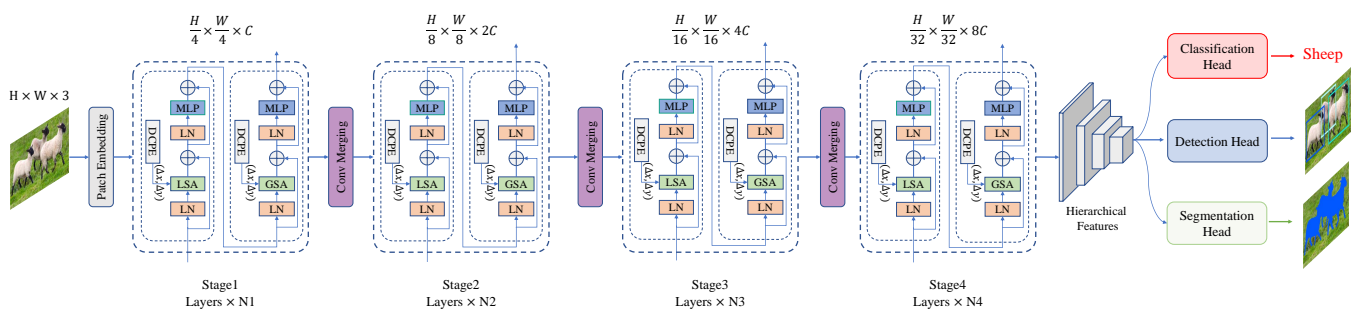 H × W × 3
Patch Embedding
H/4 × W/4 × C
MLP
LN
DCPE
(Δx,Δy)
LSA
LN
MLP
LN
DCPE
(Δx,Δy)
GSA
LN
Stage1
Layers × N1
Conv Merging
H/8 × W/8 × 2C
MLP
LN
DCPE
(Δx,Δy)
LSA
LN
MLP
LN
DCPE
(Δx,Δy)
GSA
LN
Stage2
Layers × N2
Conv Merging
H/16 × W/16 × 4C
MLP
LN
DCPE
(Δx,Δy)
LSA
LN
MLP
LN
DCPE
(Δx,Δy)
GSA
LN
Stage3
Layers × N3
Conv Merging
H/32 × W/32 × 8C
MLP
LN
DCPE
(Δx,Δy)
LSA
LN
MLP
LN
DCPE
(Δx,Δy)
GSA
LN
Stage4
Layers × N4
Hierarchical
Features
Classification
Head
Sheep
Detection Head
Segmentation
Head